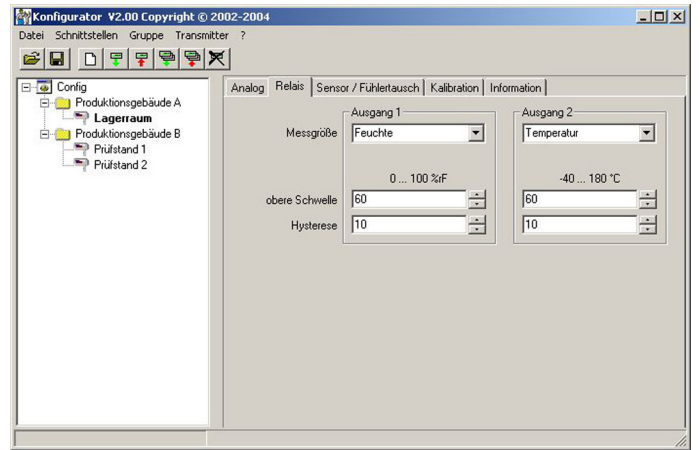 Konfigurator V2.00 Copyright © 2002-2004
Datei Schnittstellen Gruppe Transmitter ?
Config
Produktionsgebäude A
Lagerraum
Produktionsgebäude B
Prüfstand 1
Prüfstand 2
Analog Relais Sensor / Fühlertausch Kalibration Information
Ausgang 1 Ausgang 2
Messgröße Feuchte Temperatur
0 ... 100 %rF -40 ... 180 °C
obere Schwelle 60 60
Hysterese 10 10